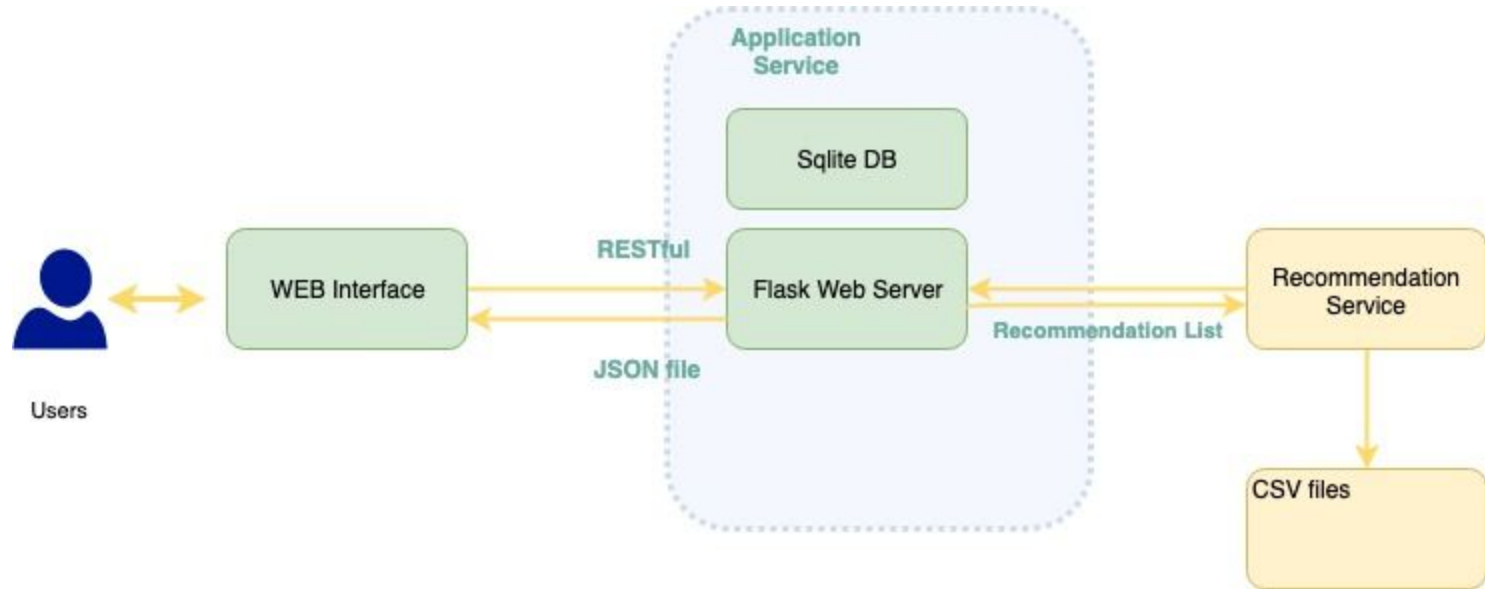 Application
Service
Sqlite DB
RESTful
WEB Interface
Flask Web Server
Recommendation
Service
Recommendation List
JSON file
Users
CSV files